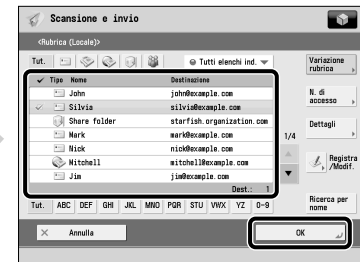 Scansione e invio
<Rubrica (Locale)>
Tut. Tutti elenchi ind.
Variazione rubrica
Tipo Nome Destinazione
John john@example.com
Silvia silvia@example.com
Share folder starfish.organization.com
Mark mark@example.com
Nick nick@example.com
Mitchell mitchell@example.com
Jim jim@example.com
Dest.: 1
1/4
N. di accesso
Dettagli
Registra /Modif.
Tut. ABC DEF GHI JKL MNO PQR STU VWX YZ 0-9
Ricerca per nome
Annulla
OK